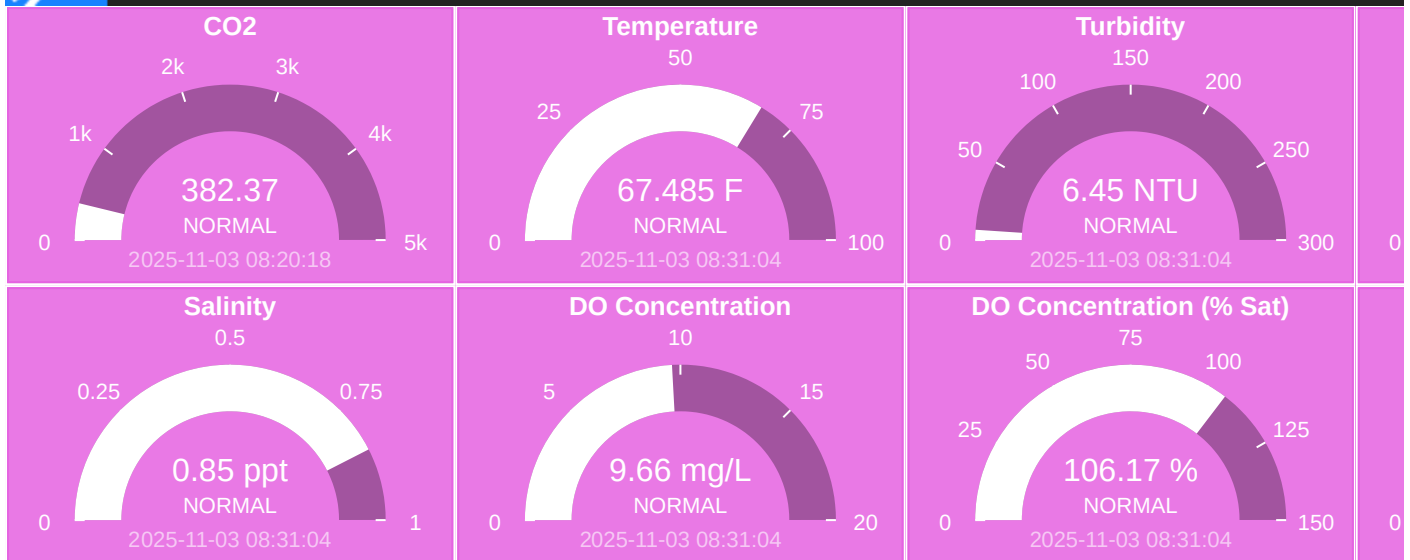 CO2
0
1k
2k
3k
4k
5k
382.37
NORMAL
2025-11-03 08:20:18
Temperature
0
25
50
75
100
67.485 F
NORMAL
2025-11-03 08:31:04
Turbidity
0
50
100
150
200
250
300
6.45 NTU
NORMAL
2025-11-03 08:31:04
0
Salinity
0
0.25
0.5
0.75
1
0.85 ppt
NORMAL
2025-11-03 08:31:04
DO Concentration
0
5
10
15
20
9.66 mg/L
NORMAL
2025-11-03 08:31:04
DO Concentration (% Sat)
0
25
50
75
100
125
150
106.17 %
NORMAL
2025-11-03 08:31:04
0